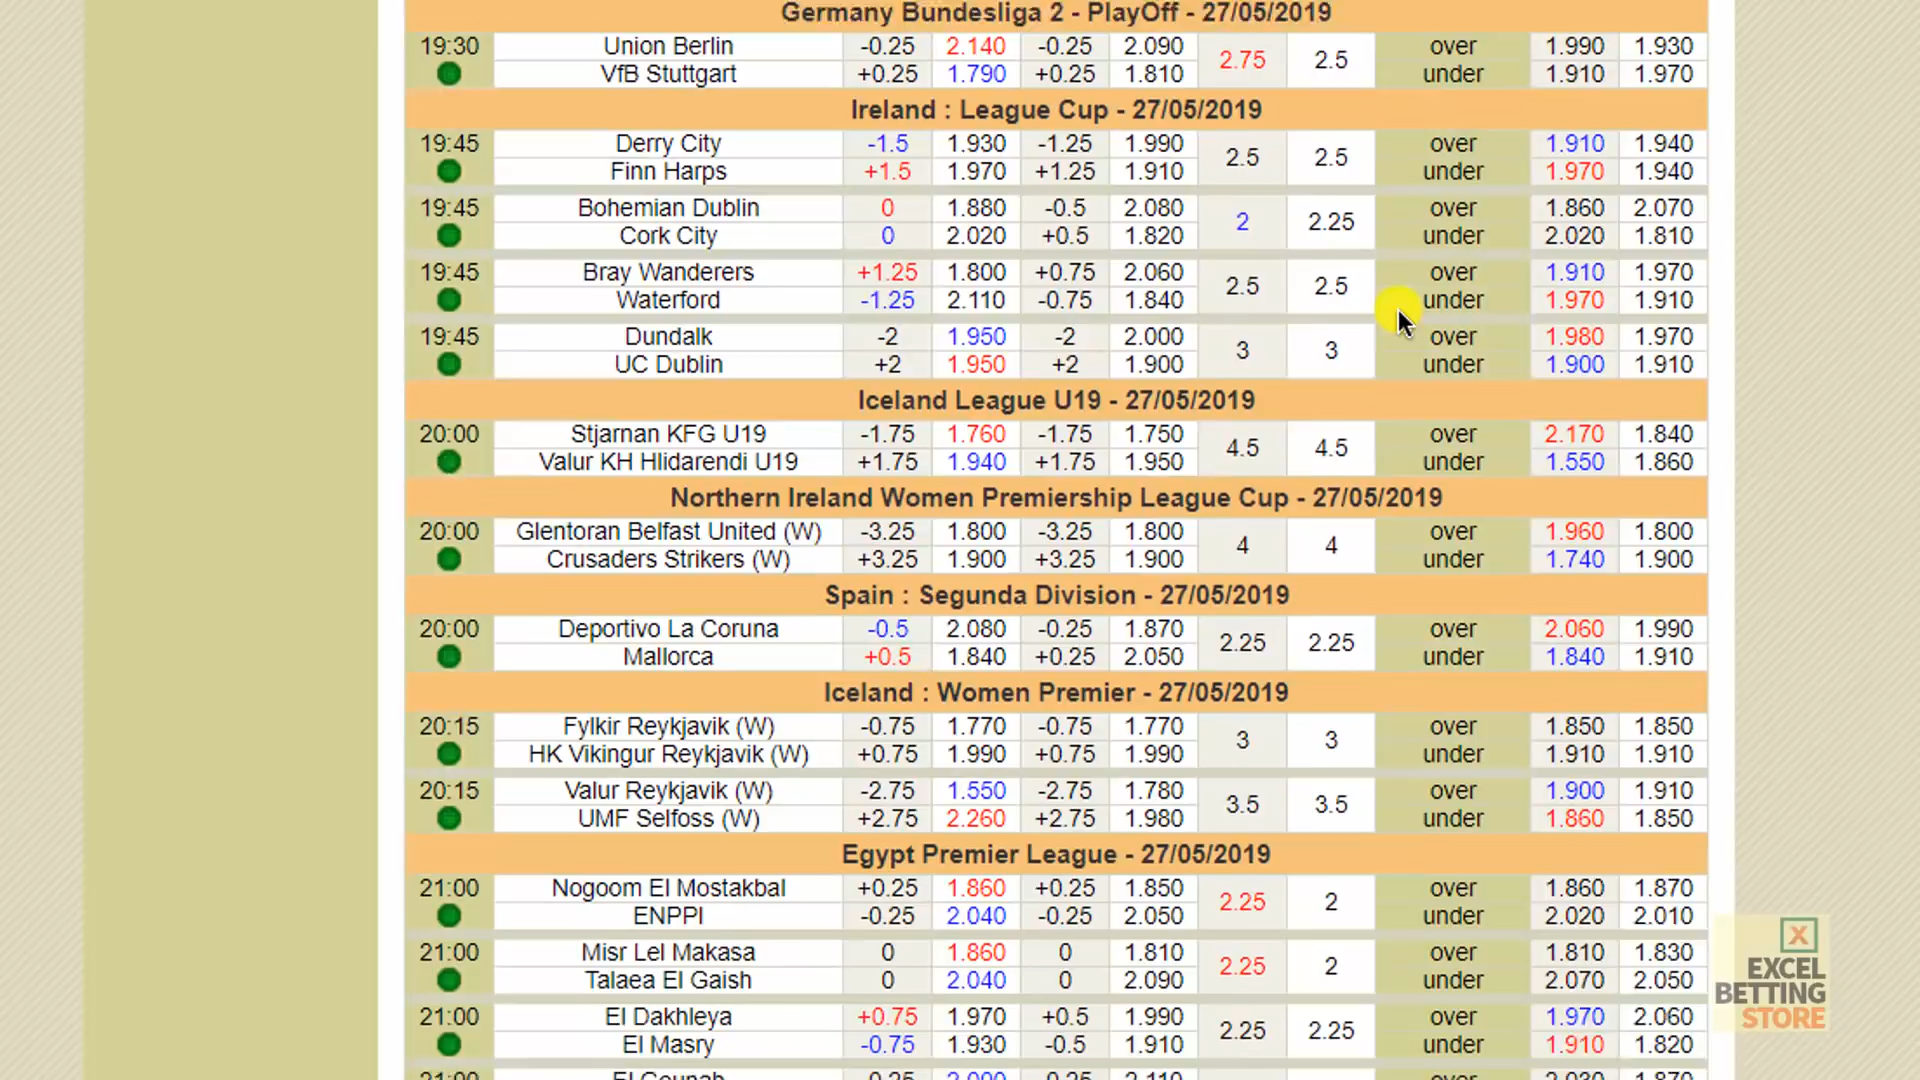 Germany Bundesliga 2 - PlayOff - 27/05/2019
19:30 Union Berlin -0.25 2.140 -0.25 2.090 2.75 2.5 over 1.990 1.930
VfB Stuttgart +0.25 1.790 +0.25 1.810 under 1.910 1.970
Ireland : League Cup - 27/05/2019
19:45 Derry City -1.5 1.930 -1.25 1.990 2.5 2.5 over 1.910 1.940
Finn Harps +1.5 1.970 +1.25 1.910 under 1.970 1.940
19:45 Bohemian Dublin 0 1.880 -0.5 2.080 2 2.25 over 1.860 2.070
Cork City 0 2.020 +0.5 1.820 under 2.020 1.810
19:45 Bray Wanderers +1.25 1.800 +0.75 2.060 2.5 2.5 over 1.910 1.970
Waterford -1.25 2.110 -0.75 1.840 under 1.970 1.910
19:45 Dundalk -2 1.950 -2 2.000 3 3 over 1.980 1.970
UC Dublin +2 1.950 +2 1.900 under 1.900 1.910
Iceland League U19 - 27/05/2019
20:00 Stjarnan KFG U19 -1.75 1.760 -1.75 1.750 4.5 4.5 over 2.170 1.840
Valur KH Hlidarendi U19 +1.75 1.940 +1.75 1.950 under 1.550 1.860
Northern Ireland Women Premiership League Cup - 27/05/2019
20:00 Glentoran Belfast United (W) -3.25 1.800 -3.25 1.800 4 4 over 1.960 1.800
Crusaders Strikers (W) +3.25 1.900 +3.25 1.900 under 1.740 1.900
Spain : Segunda Division - 27/05/2019
20:00 Deportivo La Coruna -0.5 2.080 -0.25 1.870 2.25 2.25 over 2.060 1.990
Mallorca +0.5 1.840 +0.25 2.050 under 1.840 1.910
Iceland : Women Premier - 27/05/2019
20:15 Fylkir Reykjavik (W) -0.75 1.770 -0.75 1.770 3 3 over 1.850 1.850
HK Vikingur Reykjavik (W) +0.75 1.990 +0.75 1.990 under 1.910 1.910
20:15 Valur Reykjavik (W) -2.75 1.550 -2.75 1.780 3.5 3.5 over 1.900 1.910
UMF Selfoss (W) +2.75 2.260 +2.75 1.980 under 1.860 1.850
Egypt Premier League - 27/05/2019
21:00 Nogoom El Mostakbal +0.25 1.860 +0.25 1.850 2.25 2 over 1.860 1.870
ENPPI -0.25 2.040 -0.25 2.050 under 2.020 2.010
21:00 Misr Lel Makasa 0 1.860 0 1.810 2.25 2 over 1.810 1.830
Talaea El Gaish 0 2.040 0 2.090 under 2.070 2.050
21:00 El Dakhleya +0.75 1.970 +0.5 1.990 2.25 2.25 over 1.970 2.060
El Masry -0.75 1.930 -0.5 1.910 under 1.910 1.820
X
EXCEL
BETTING
STORE